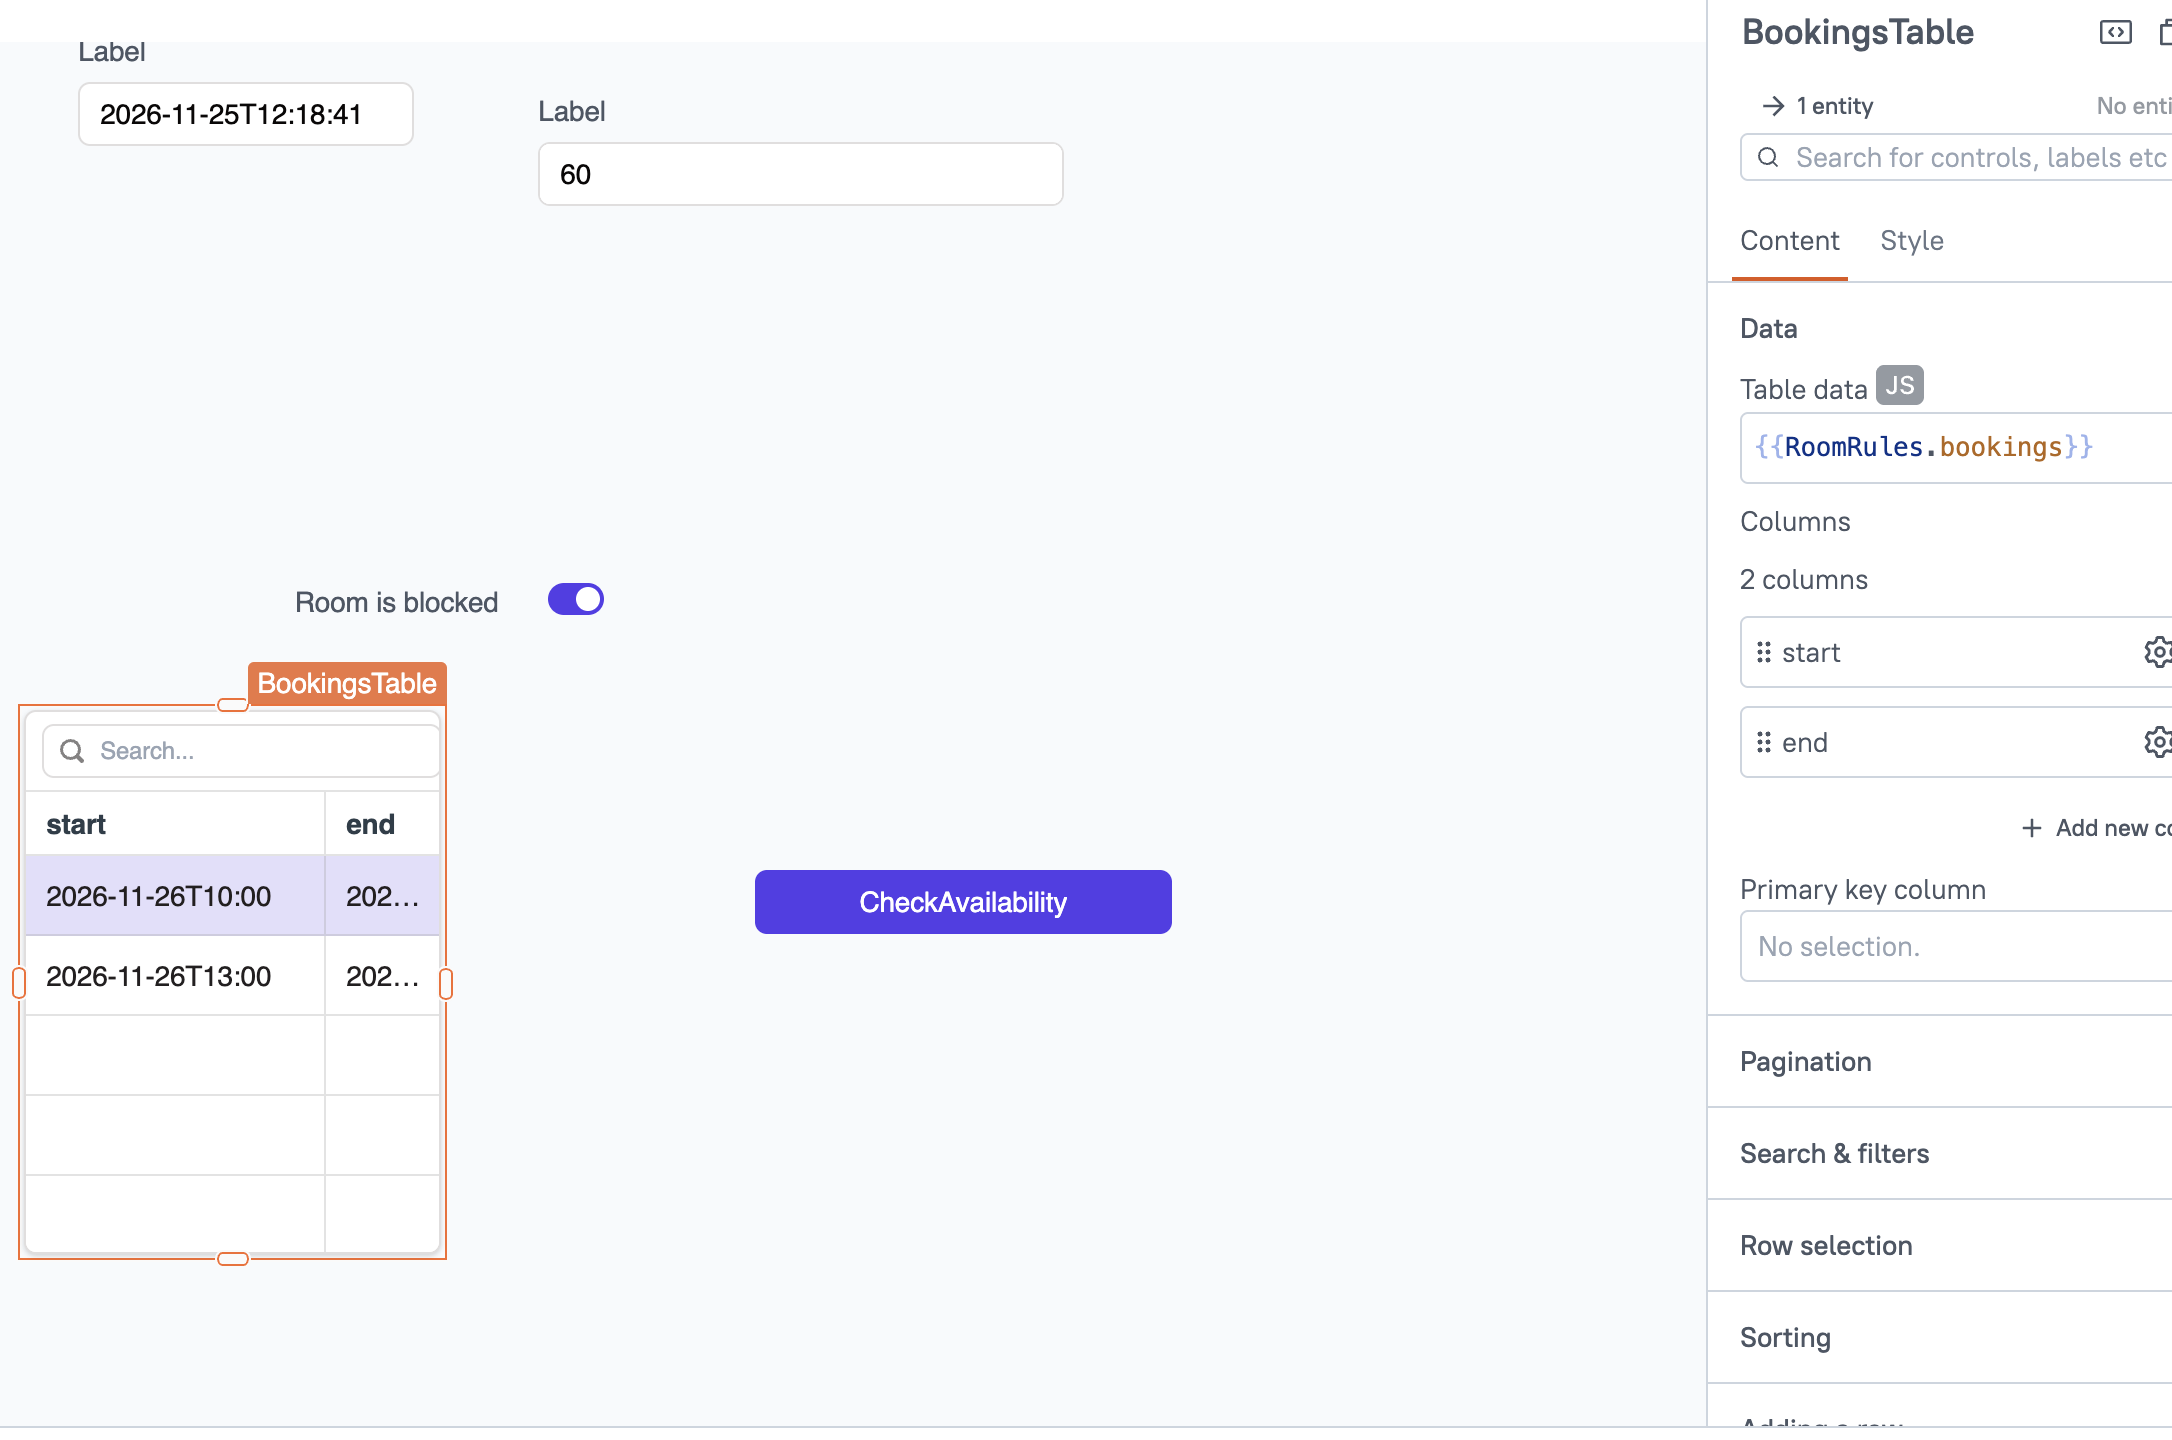 Label
2026-11-25T12:18:41
Label
60
Room is blocked
BookingsTable
Search...
start end
2026-11-26T10:00 202...
2026-11-26T13:00 202...
CheckAvailability
BookingsTable
1 entity No enti
Search for controls, labels etc
Content Style
Data
Table data JS
{{RoomRules.bookings}}
Columns
2 columns
start
end
+ Add new co
Primary key column
No selection.
Pagination
Search & filters
Row selection
Sorting
Adding a row